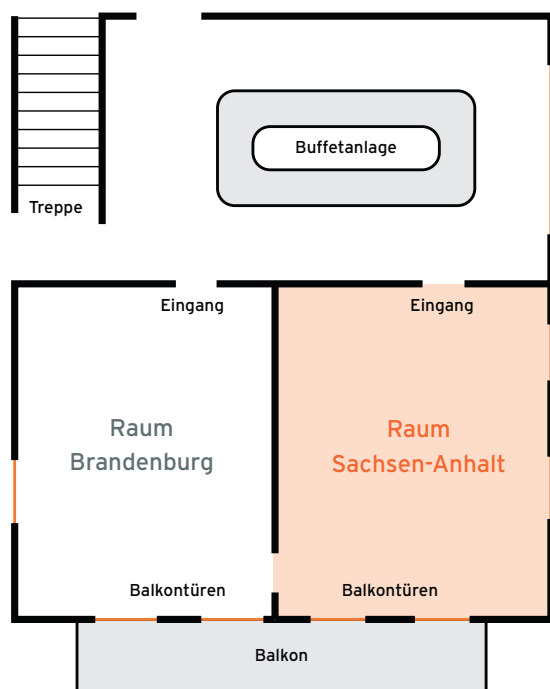 Buffetanlage
Treppe
Eingang
Eingang
Raum
Brandenburg
Raum
Sachsen-Anhalt
Balkontüren
Balkontüren
Balkon